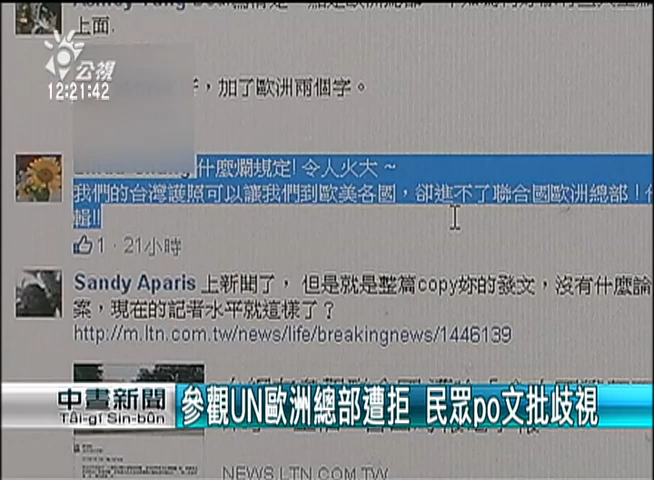 上面.
公視
12:21:42
，加了歐洲兩個字。
什麼爛規定! 令人火大 ~
我們的台灣護照可以讓我們到歐美各國，卻進不了聯合國歐洲總部！
輯!!
1 · 21小時
Sandy Aparis 上新聞了， 但是就是整篇copy妳的發文，沒有什麼論
案，現在的記者水平就這樣了？
http://m.ltn.com.tw/news/life/breakingnews/1446139
中晝新聞
Tâi-gí Sin-bûn
參觀UN歐洲總部遭拒 民眾po文批歧視
NEWS.LTN.COM.TW